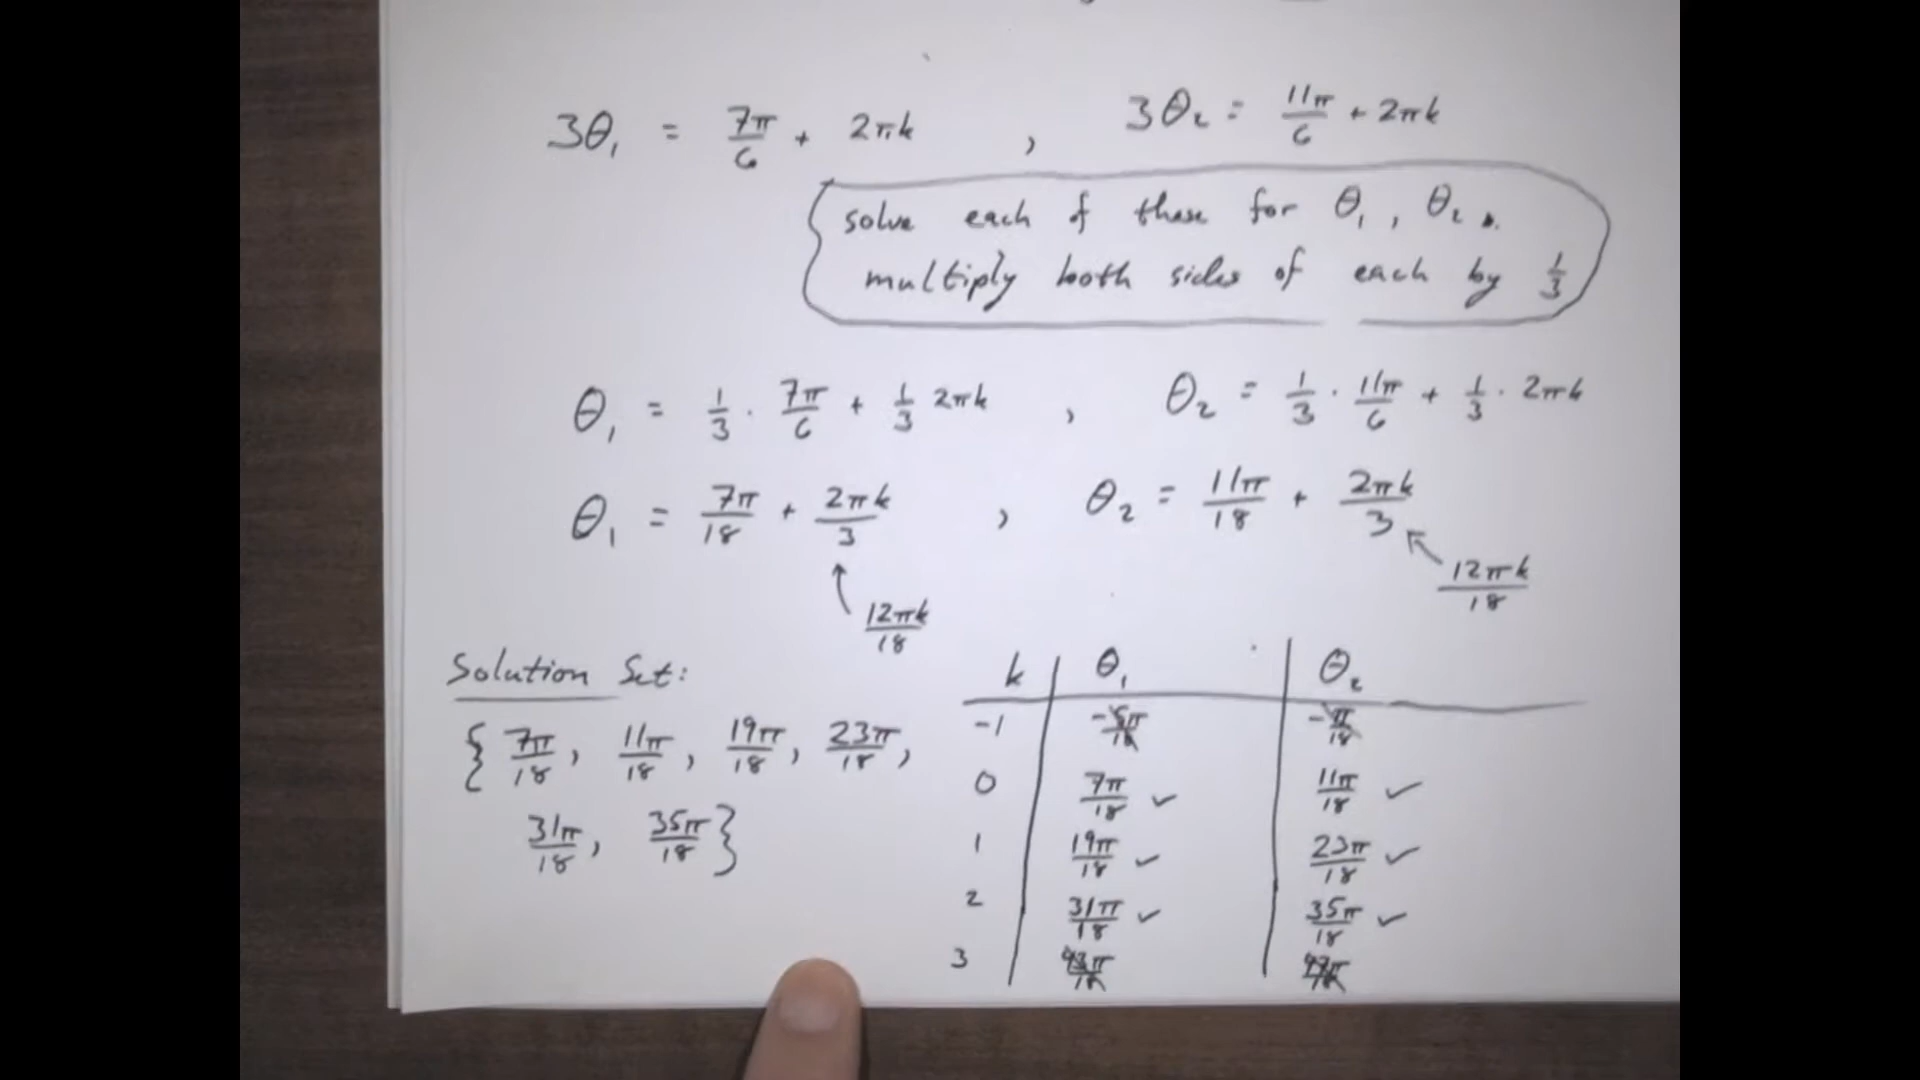 3θ₁ = 7π/6 + 2πk , 3θ₂ = 11π/6 + 2πk
solve each of these for θ₁, θ₂.
multiply both sides of each by 1/3
θ₁ = 1/3 · 7π/6 + 1/3 2πk , θ₂ = 1/3 · 11π/6 + 1/3 · 2πk
θ₁ = 7π/18 + 2πk/3 , θ₂ = 11π/18 + 2πk/3
12πk/18
12πk/18
Solution Set:
{ 7π/18, 11π/18, 19π/18, 23π/18,
31π/18, 35π/18 }
k θ₁ θ₂
-1 -5π/18 -π/18
0 7π/18 ✓ 11π/18 ✓
1 19π/18 ✓ 23π/18 ✓
2 31π/18 ✓ 35π/18 ✓
3 43π/18 47π/18